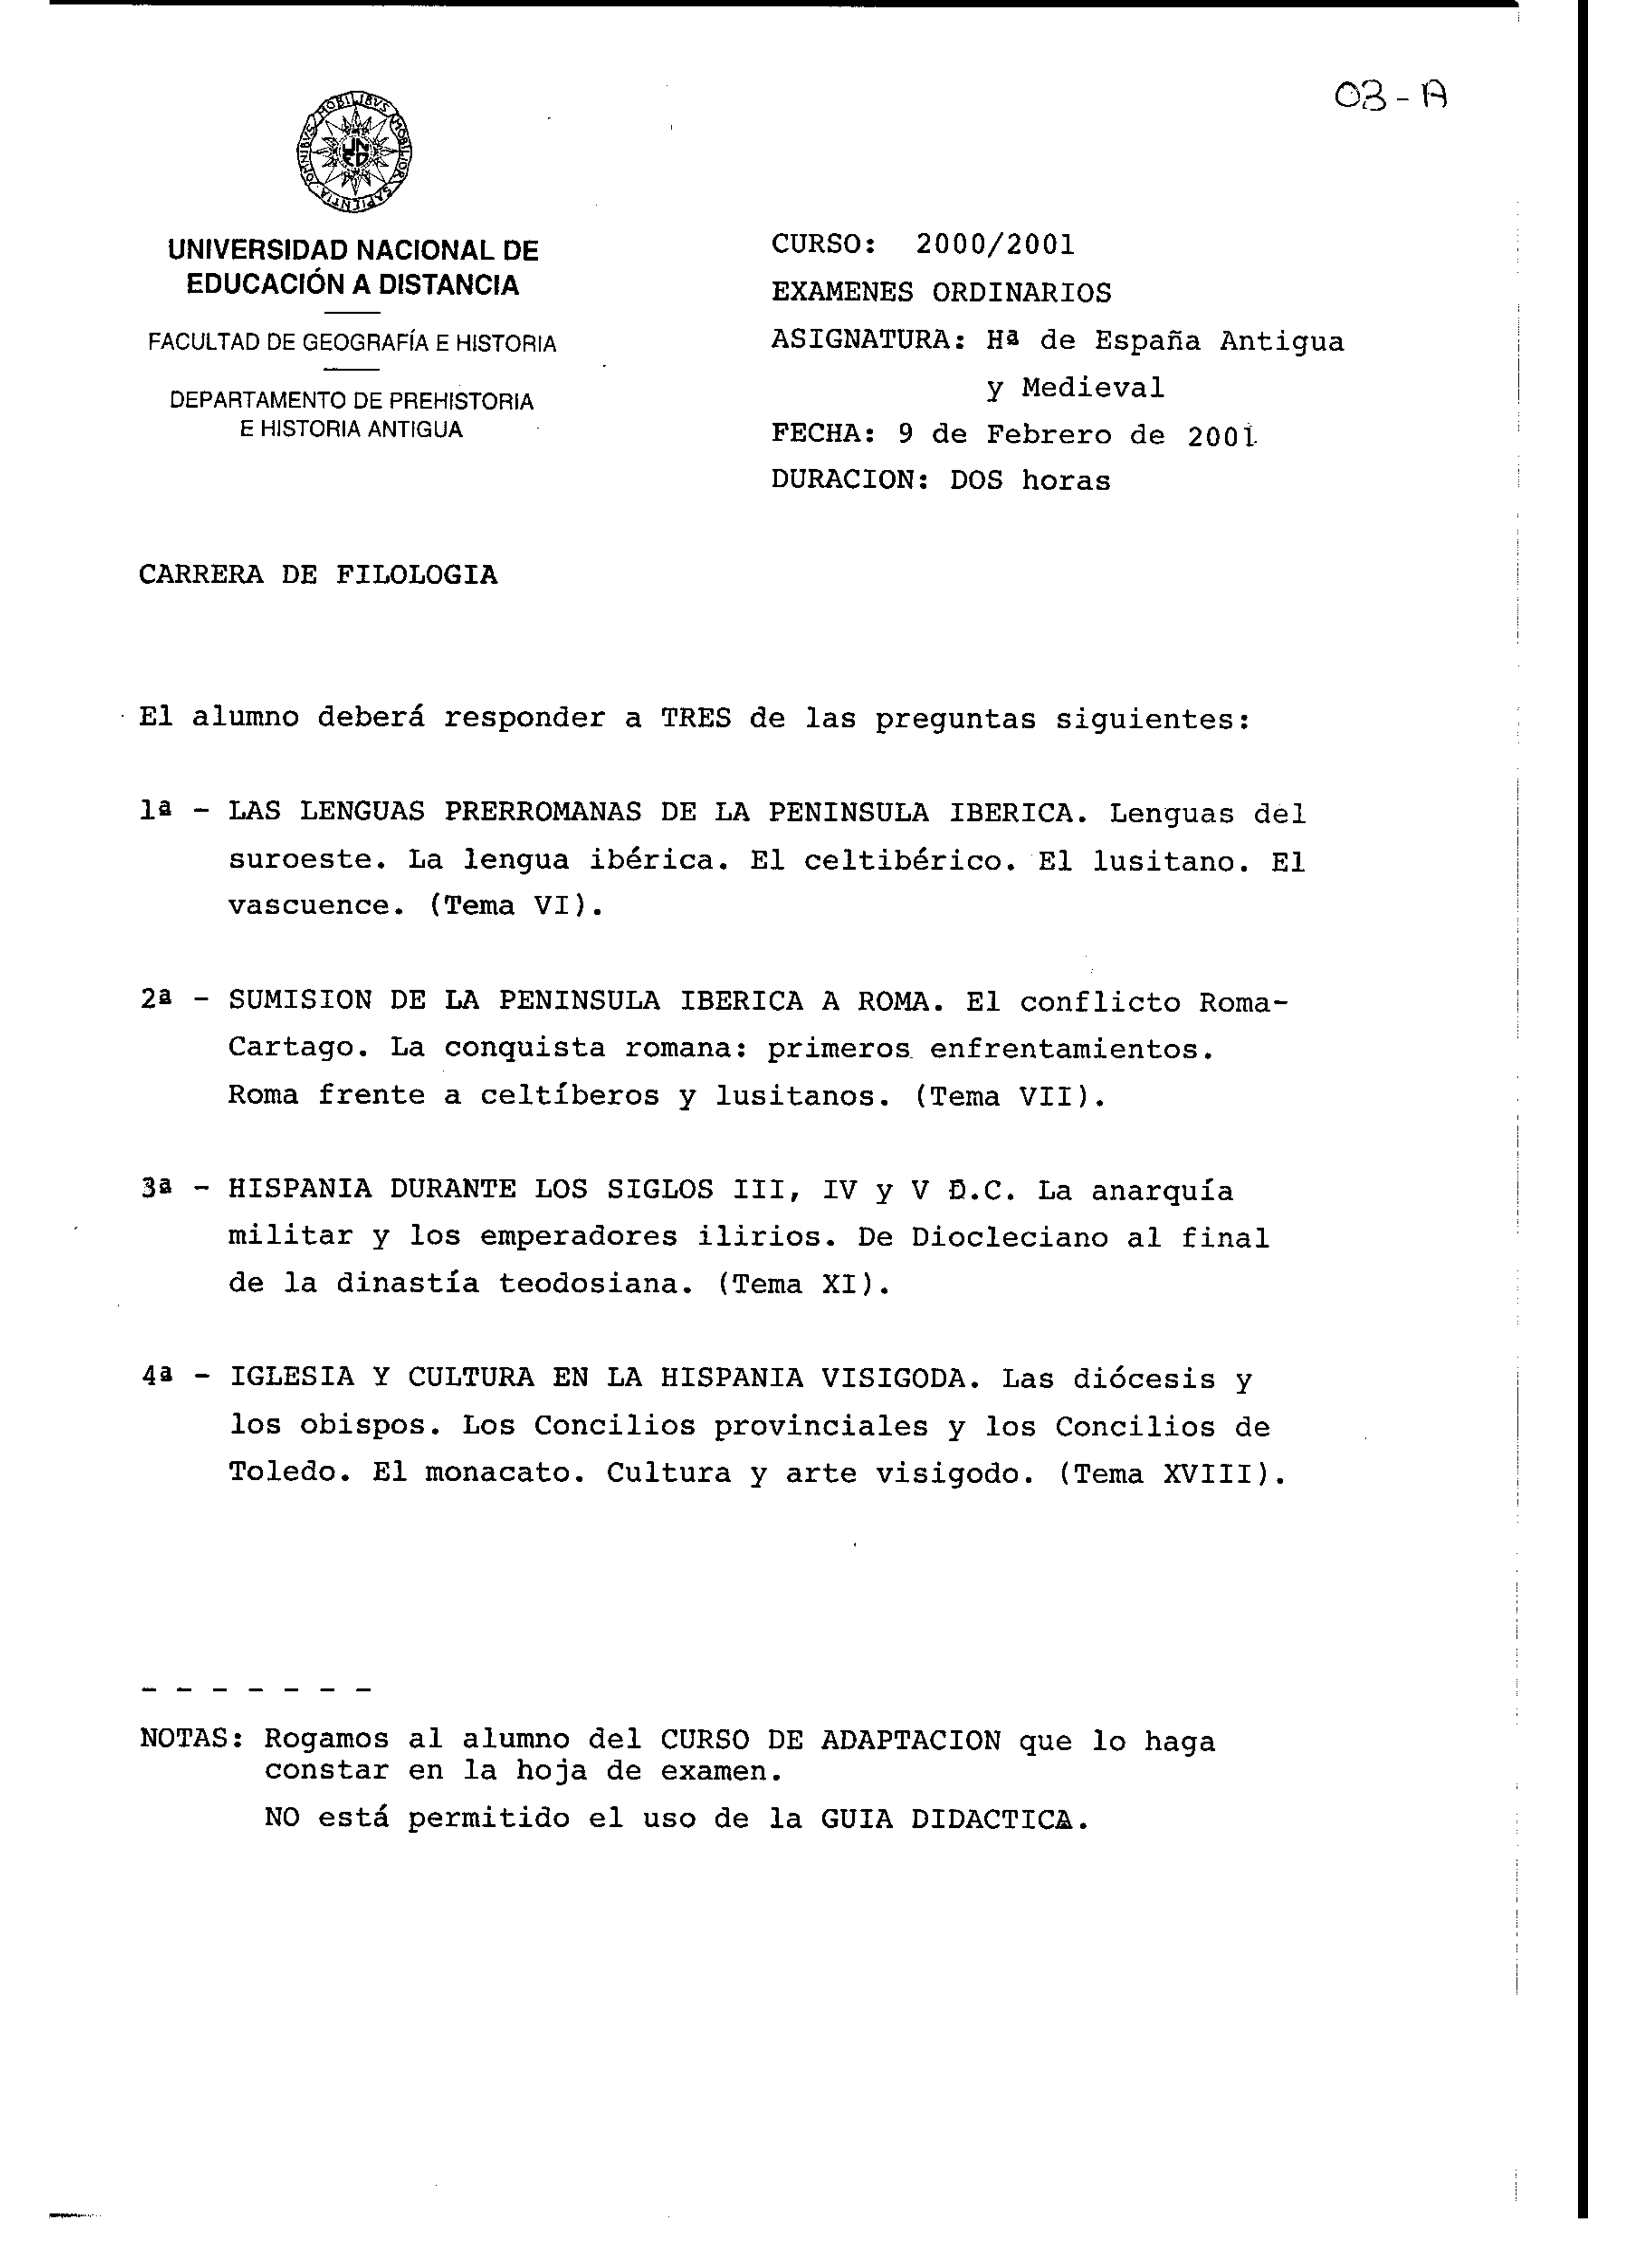 03-A
OMNIBVS MOBILIBVS MOBILIOR SAPIENTIA
UNED
UNIVERSIDAD NACIONAL DE
EDUCACIÓN A DISTANCIA
FACULTAD DE GEOGRAFÍA E HISTORIA
DEPARTAMENTO DE PREHISTORIA
E HISTORIA ANTIGUA
CURSO: 2000/2001
EXAMENES ORDINARIOS
ASIGNATURA: Hª de España Antigua
y Medieval
FECHA: 9 de Febrero de 2001
DURACION: DOS horas
CARRERA DE FILOLOGIA
El alumno deberá responder a TRES de las preguntas siguientes:
1ª - LAS LENGUAS PRERROMANAS DE LA PENINSULA IBERICA. Lenguas del
suroeste. La lengua ibérica. El celtibérico. El lusitano. El
vascuence. (Tema VI).
2ª - SUMISION DE LA PENINSULA IBERICA A ROMA. El conflicto Roma-
Cartago. La conquista romana: primeros enfrentamientos.
Roma frente a celtíberos y lusitanos. (Tema VII).
3ª - HISPANIA DURANTE LOS SIGLOS III, IV y V D.C. La anarquía
militar y los emperadores ilirios. De Diocleciano al final
de la dinastía teodosiana. (Tema XI).
4ª - IGLESIA Y CULTURA EN LA HISPANIA VISIGODA. Las diócesis y
los obispos. Los Concilios provinciales y los Concilios de
Toledo. El monacato. Cultura y arte visigodo. (Tema XVIII).
- - - - - - -
NOTAS: Rogamos al alumno del CURSO DE ADAPTACION que lo haga
constar en la hoja de examen.
NO está permitido el uso de la GUIA DIDACTICA.